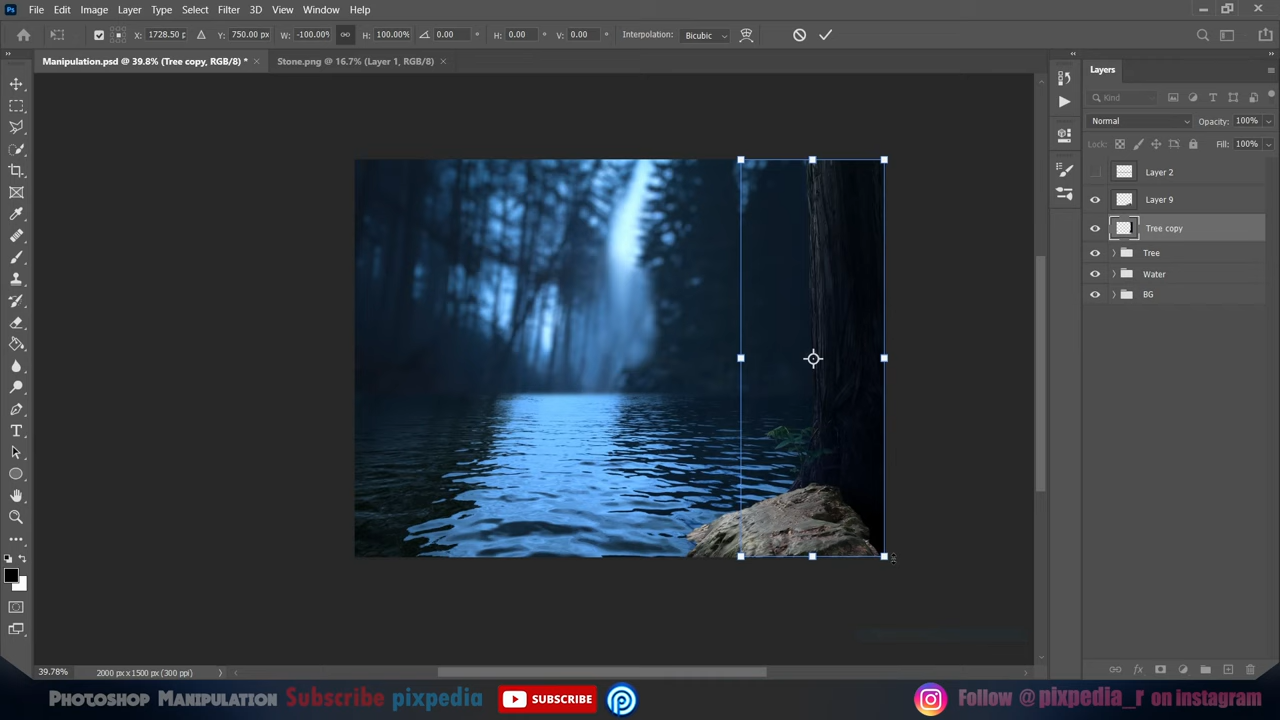 Ps File Edit Image Layer Type Select Filter 3D View Window Help
X: 1728.50 p Y: 750.00 px W: -100.00% H: 100.00% 0.00 ° H: 0.00 ° V: 0.00 ° Interpolation: Bicubic
Manipulation.psd @ 39.8% (Tree copy, RGB/8) * × Stone.png @ 16.7% (Layer 1, RGB/8) ×
Layers
Kind
Normal Opacity: 100%
Lock: Fill: 100%
Layer 2
Layer 9
Tree copy
Tree
Water
BG
39.78% 2000 px x 1500 px (300 ppi)
Photoshop Manipulation Subscribe pixpedia SUBSCRIBE Follow @pixpedia_r on instagram